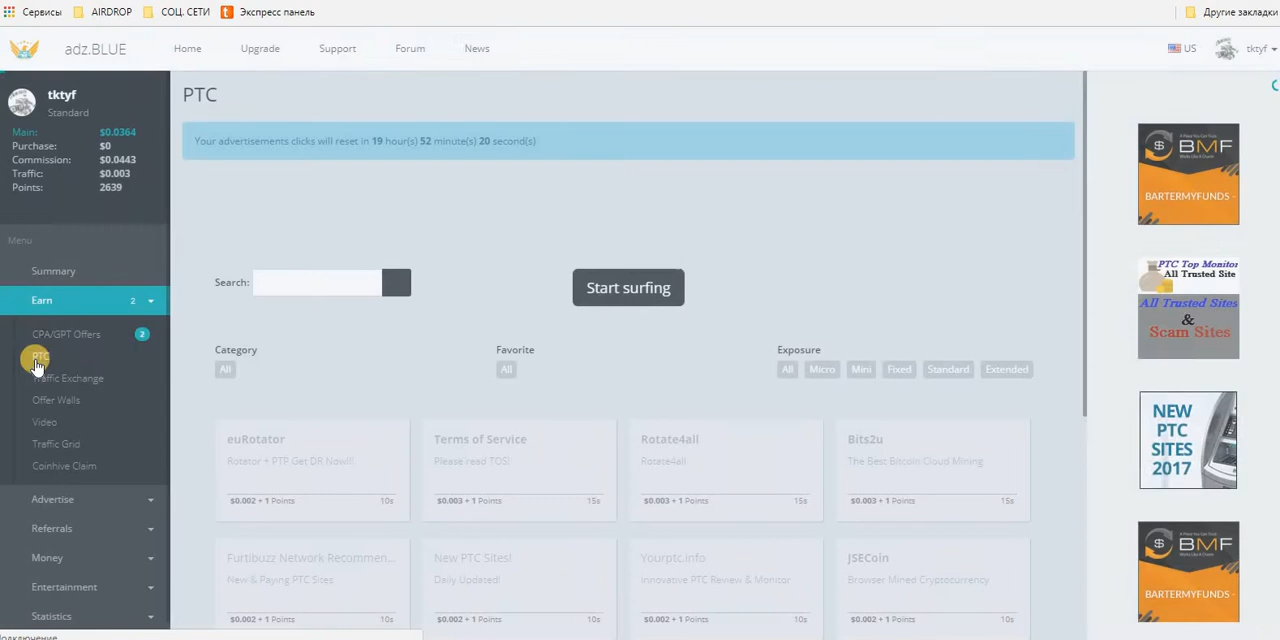 Сервисы
AIRDROP
СОЦ. СЕТИ
Экспресс панель
Другие закладки
adz.BLUE
Home
Upgrade
Support
Forum
News
US
tktyf
tktyf
Standard
Main: $0.0364
Purchase: $0
Commission: $0.0443
Traffic: $0.003
Points: 2639
Menu
Summary
Earn 2
CPA/GPT Offers 2
PTC
Traffic Exchange
Offer Walls
Video
Traffic Grid
Coinhive Claim
Advertise
Referrals
Money
Entertainment
Statistics
PTC
Your advertisements clicks will reset in 19 hour(s) 52 minute(s) 20 second(s)
Search:
Start surfing
Category
All
Favorite
All
Exposure
All Micro Mini Fixed Standard Extended
euRotator
Rotator + PTP Get DR Now!!
$0.002 + 1 Points 10s
Terms of Service
Please read TOS!
$0.003 + 1 Points 15s
Rotate4all
Rotate4all
$0.003 + 1 Points 15s
Bits2u
The Best Bitcoin Cloud Mining
$0.003 + 1 Points 15s
Furtibuzz Network Recommen...
New & Paying PTC Sites
$0.002 + 1 Points 10s
New PTC Sites!
Daily Updated!
$0.002 + 1 Points 10s
Yourptc.info
Innovative PTC Review & Monitor
$0.002 + 1 Points 10s
JSECoin
Browser Mined Cryptocurrency
$0.002 + 1 Points 10s
BMF
BARTERMYFUNDS -
PTC Top Monitor
All Trusted Site
All Trusted Sites
&
Scam Sites
NEW
PTC
SITES
2017
BMF
BARTERMYFUNDS -